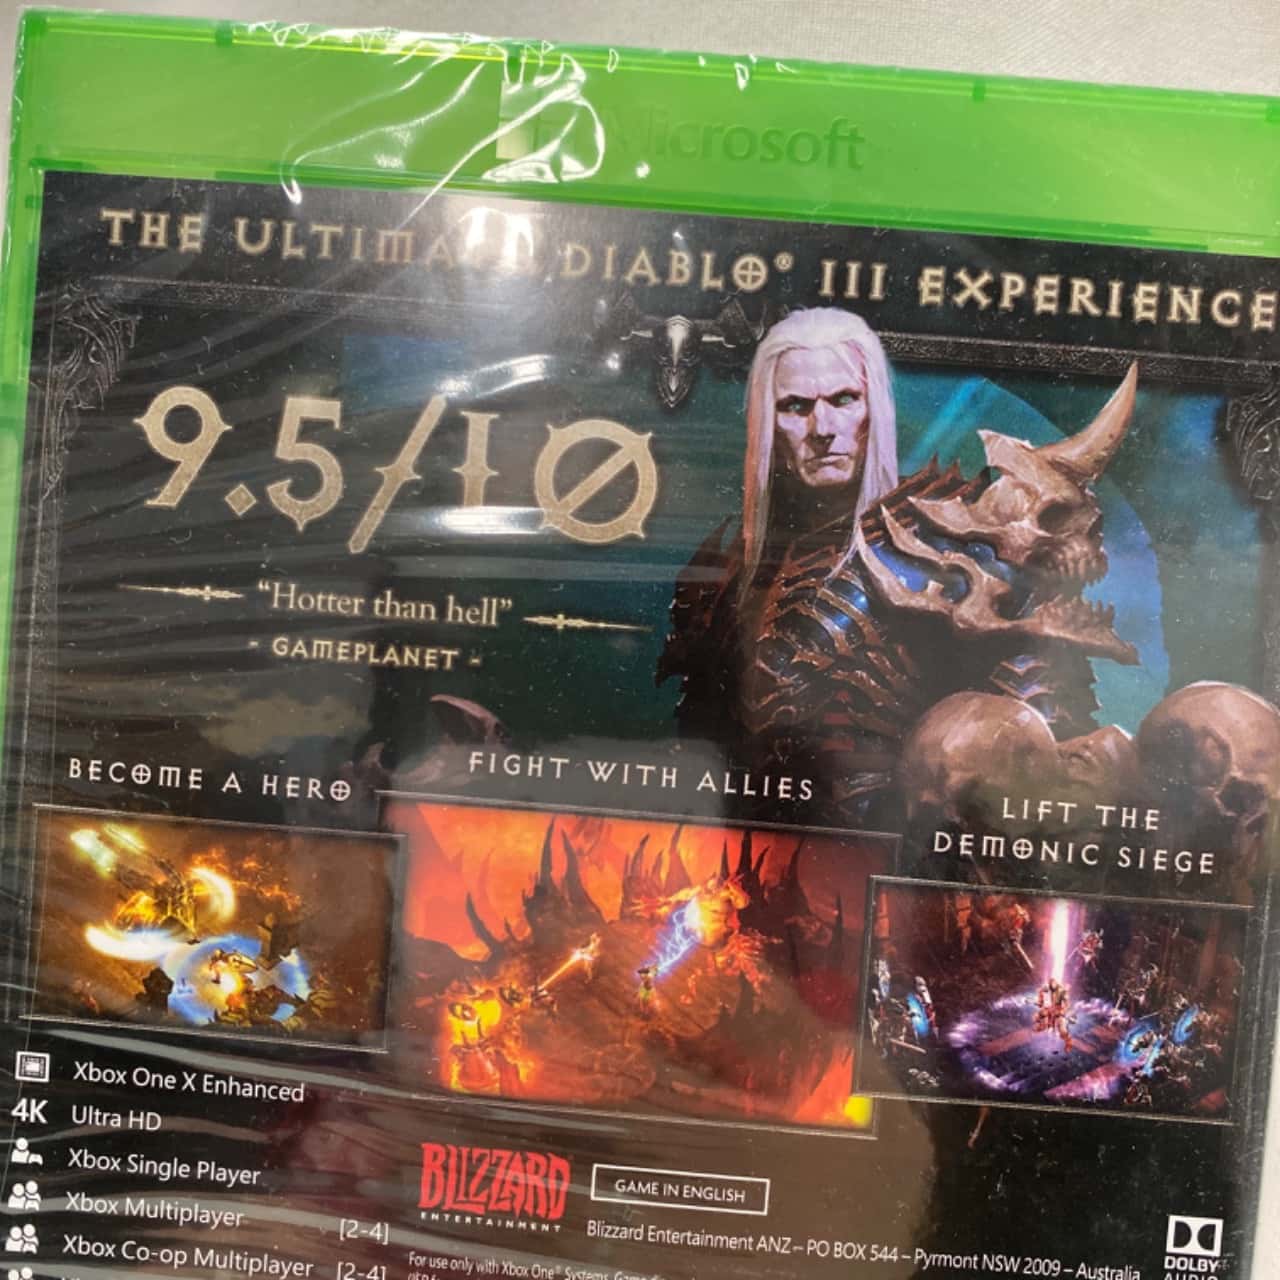 Microsoft
THE ULTIMA DIABLO® III EXPERIENCE
9.5/10
“Hotter than hell”
- GAMEPLANET -
BECOME A HERO
FIGHT WITH ALLIES
LIFT THE
DEMONIC SIEGE
Xbox One X Enhanced
4K Ultra HD
Xbox Single Player
Xbox Multiplayer [2-4]
Xbox Co-op Multiplayer [2-4]
BLIZZARD
ENTERTAINMENT
GAME IN ENGLISH
Blizzard Entertainment ANZ – PO BOX 544 – Pyrmont NSW 2009 – Australia
For use only with Xbox One® Systems.
DOLBY